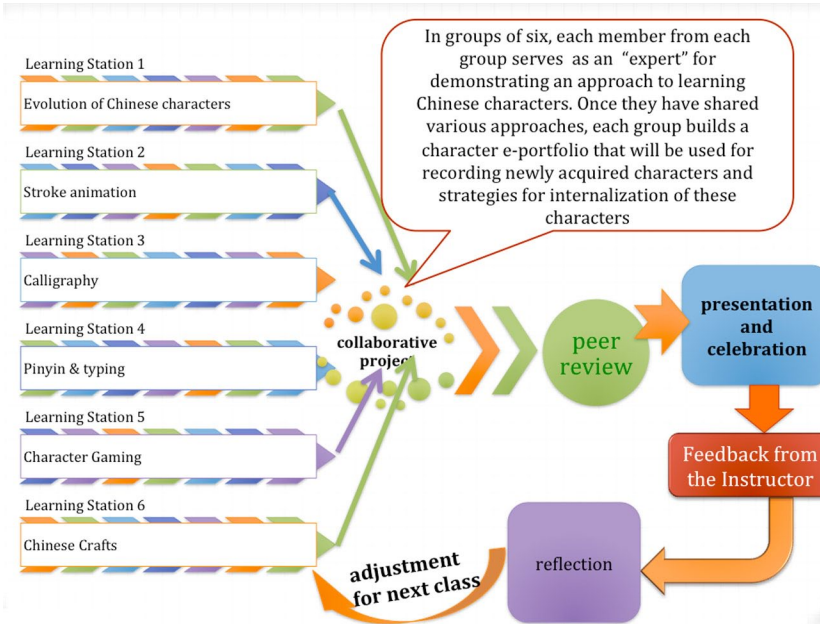 Learning Station 1
Evolution of Chinese characters
Learning Station 2
Stroke animation
Learning Station 3
Calligraphy
Learning Station 4
Pinyin & typing
Learning Station 5
Character Gaming
Learning Station 6
Chinese Crafts
In groups of six, each member from each
group serves as an “expert” for
demonstrating an approach to learning
Chinese characters. Once they have shared
various approaches, each group builds a
character e-portfolio that will be used for
recording newly acquired characters and
strategies for internalization of these
characters
collaborative
project
peer
review
presentation
and
celebration
Feedback from
the Instructor
reflection
adjustment
for next class